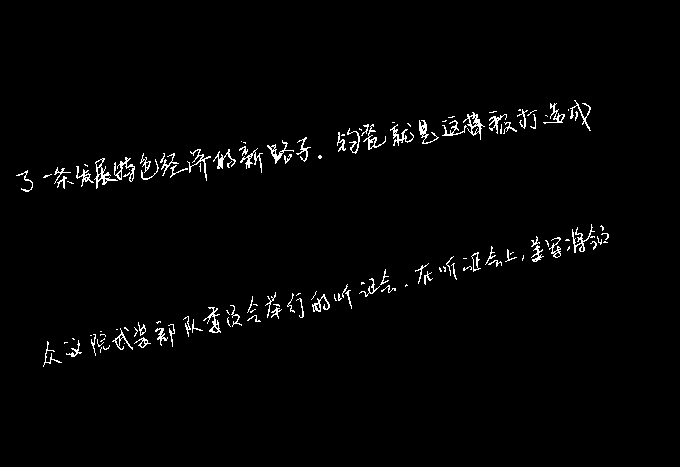 了一条发展特色经济的新路子。钧瓷就是这样被打造成
众议院武装部队委员会举行的听证会。在听证会上,美军将领